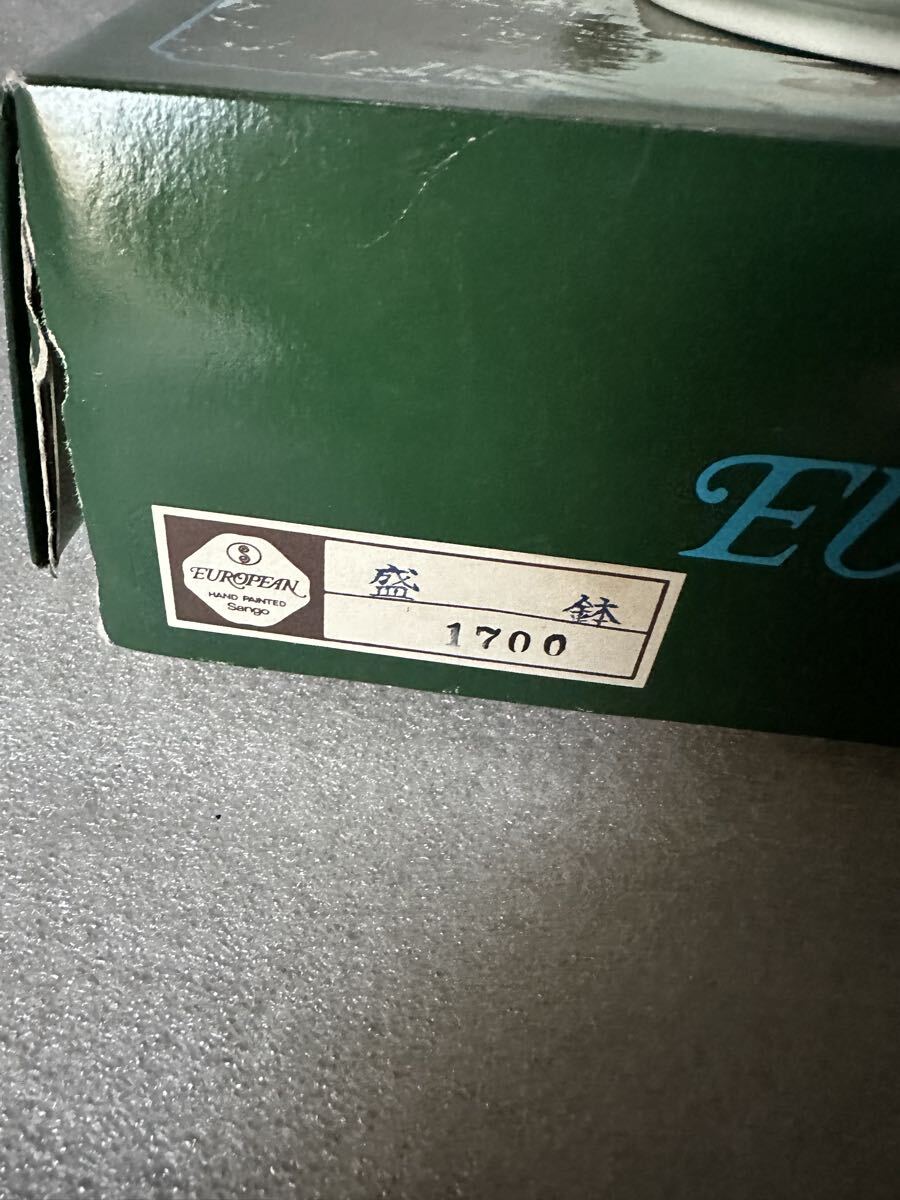 EU
EUROPEAN
HAND PAINTED
Sango
盛 鉢
1700